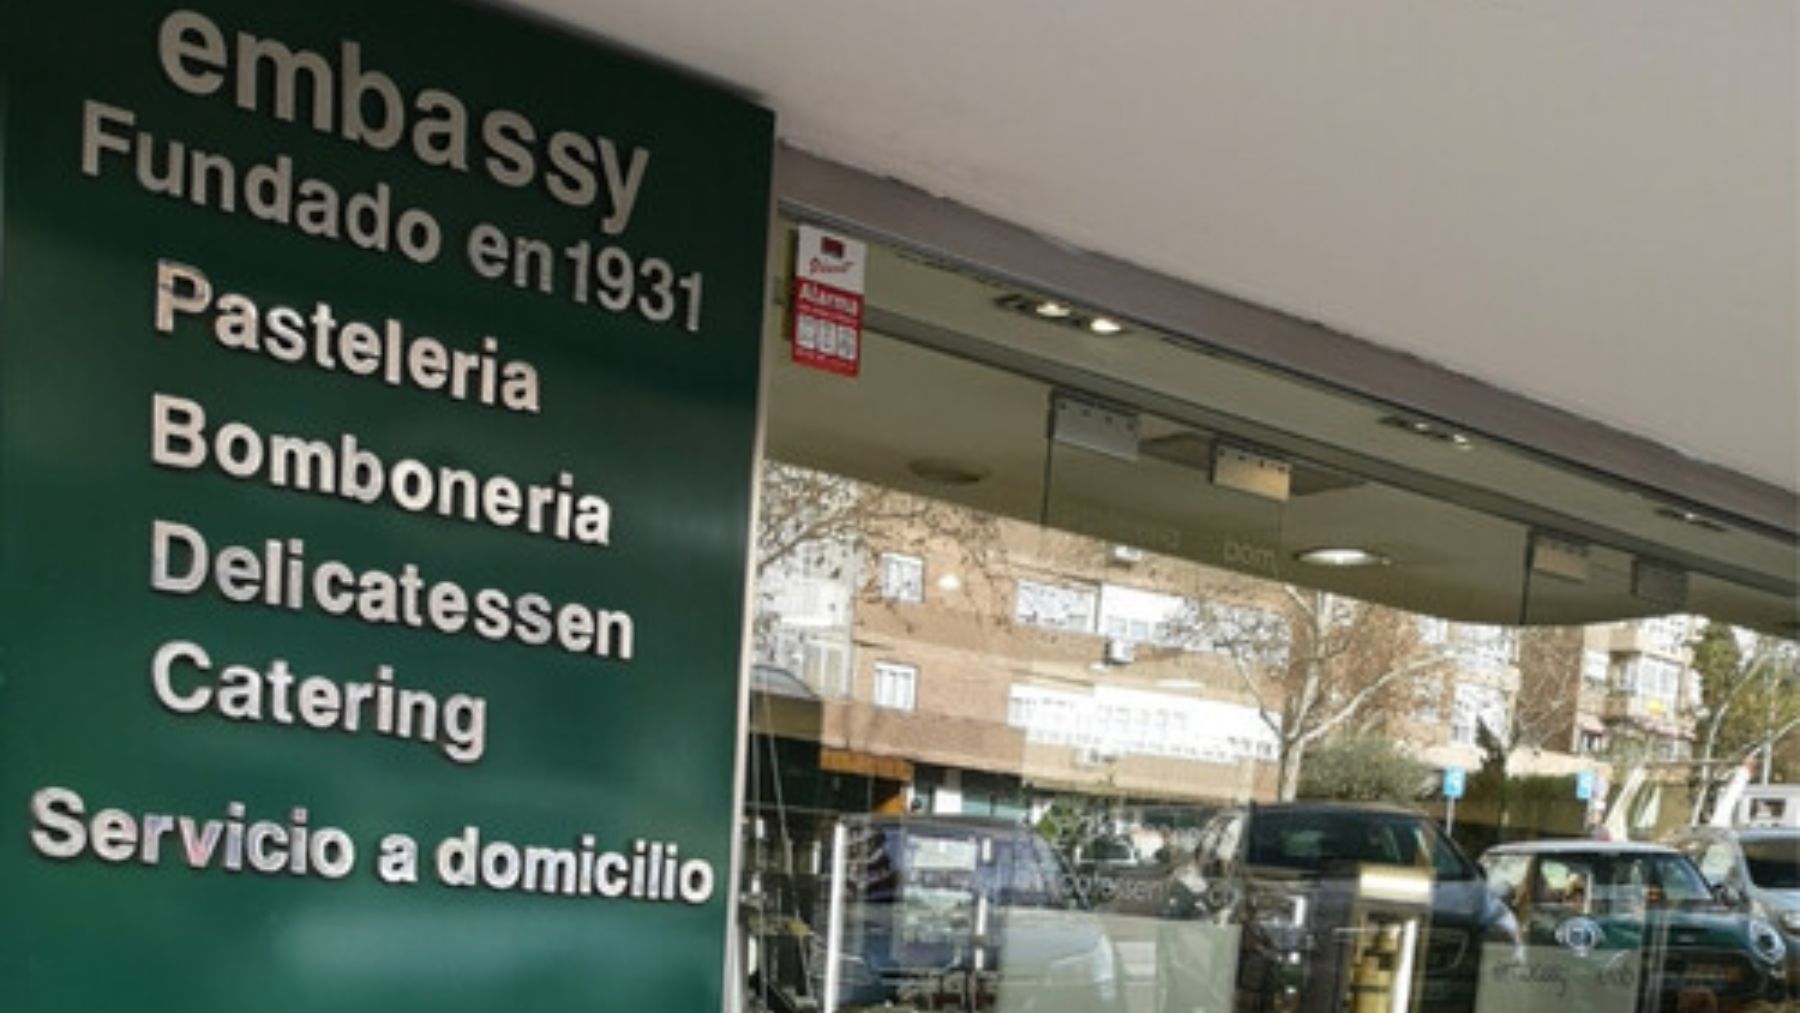 embassy
Fundado en 1931
Pasteleria
Bomboneria
Delicatessen
Catering
Servicio a domicilio
Alarma